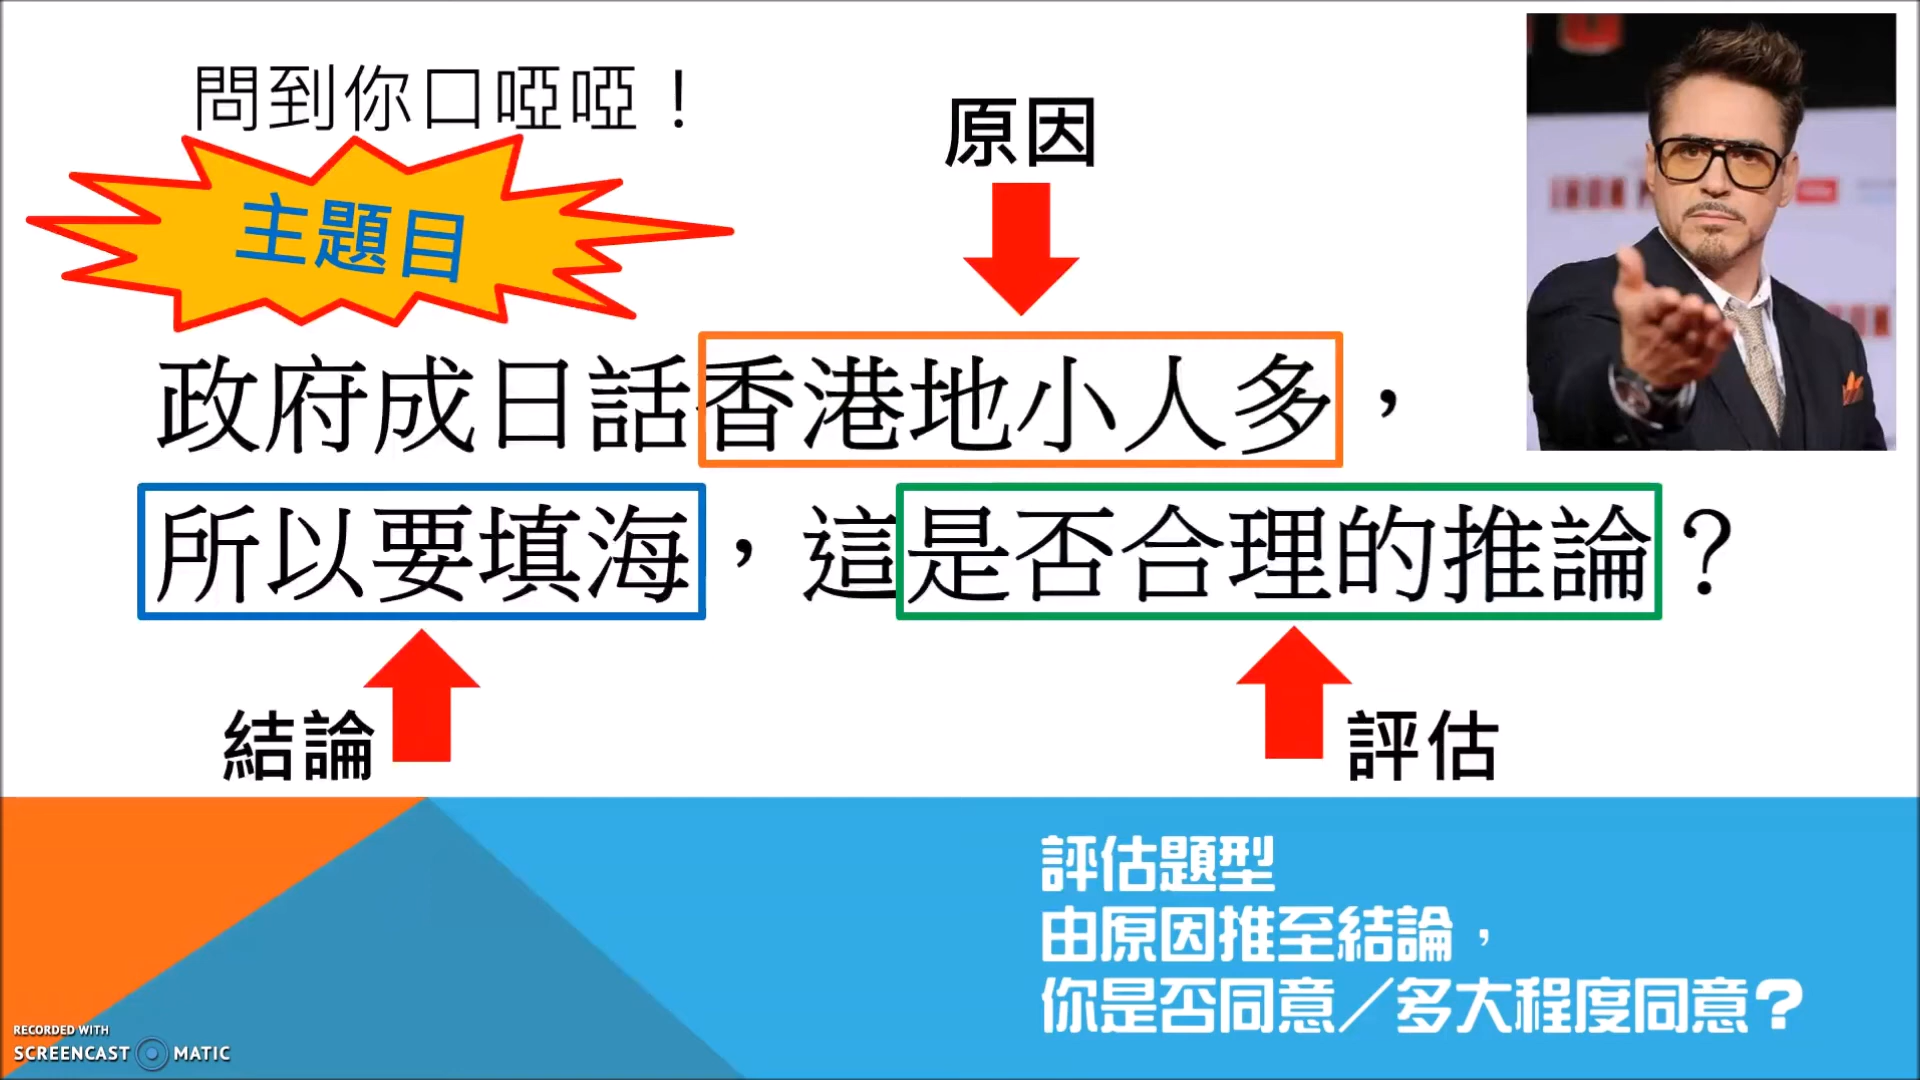 問到你口啞啞！
主題目
原因
政府成日話香港地小人多，
所以要填海，這是否合理的推論？
結論
評估
評估題型
由原因推至結論，
你是否同意／多大程度同意？
RECORDED WITH
SCREENCAST MATIC